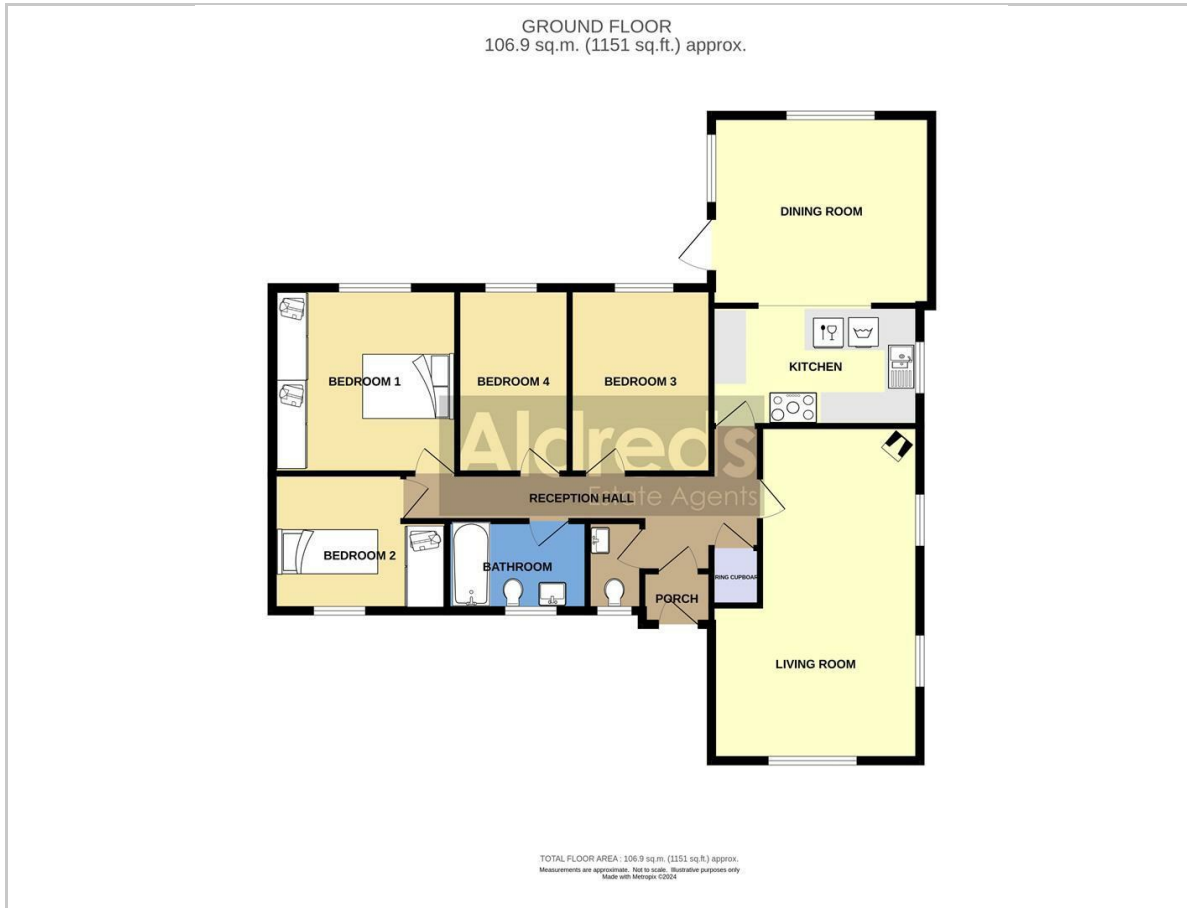 GROUND FLOOR
106.9 sq.m. (1151 sq.ft.) approx.
DINING ROOM
KITCHEN
BEDROOM 1
BEDROOM 4
BEDROOM 3
Aldreds
Estate Agents
RECEPTION HALL
BEDROOM 2
BATHROOM
RING CUPBOAR
PORCH
LIVING ROOM
TOTAL FLOOR AREA : 106.9 sq.m. (1151 sq.ft.) approx.
Measurements are approximate. Not to scale. Illustrative purposes only
Made with Metropix ©2024